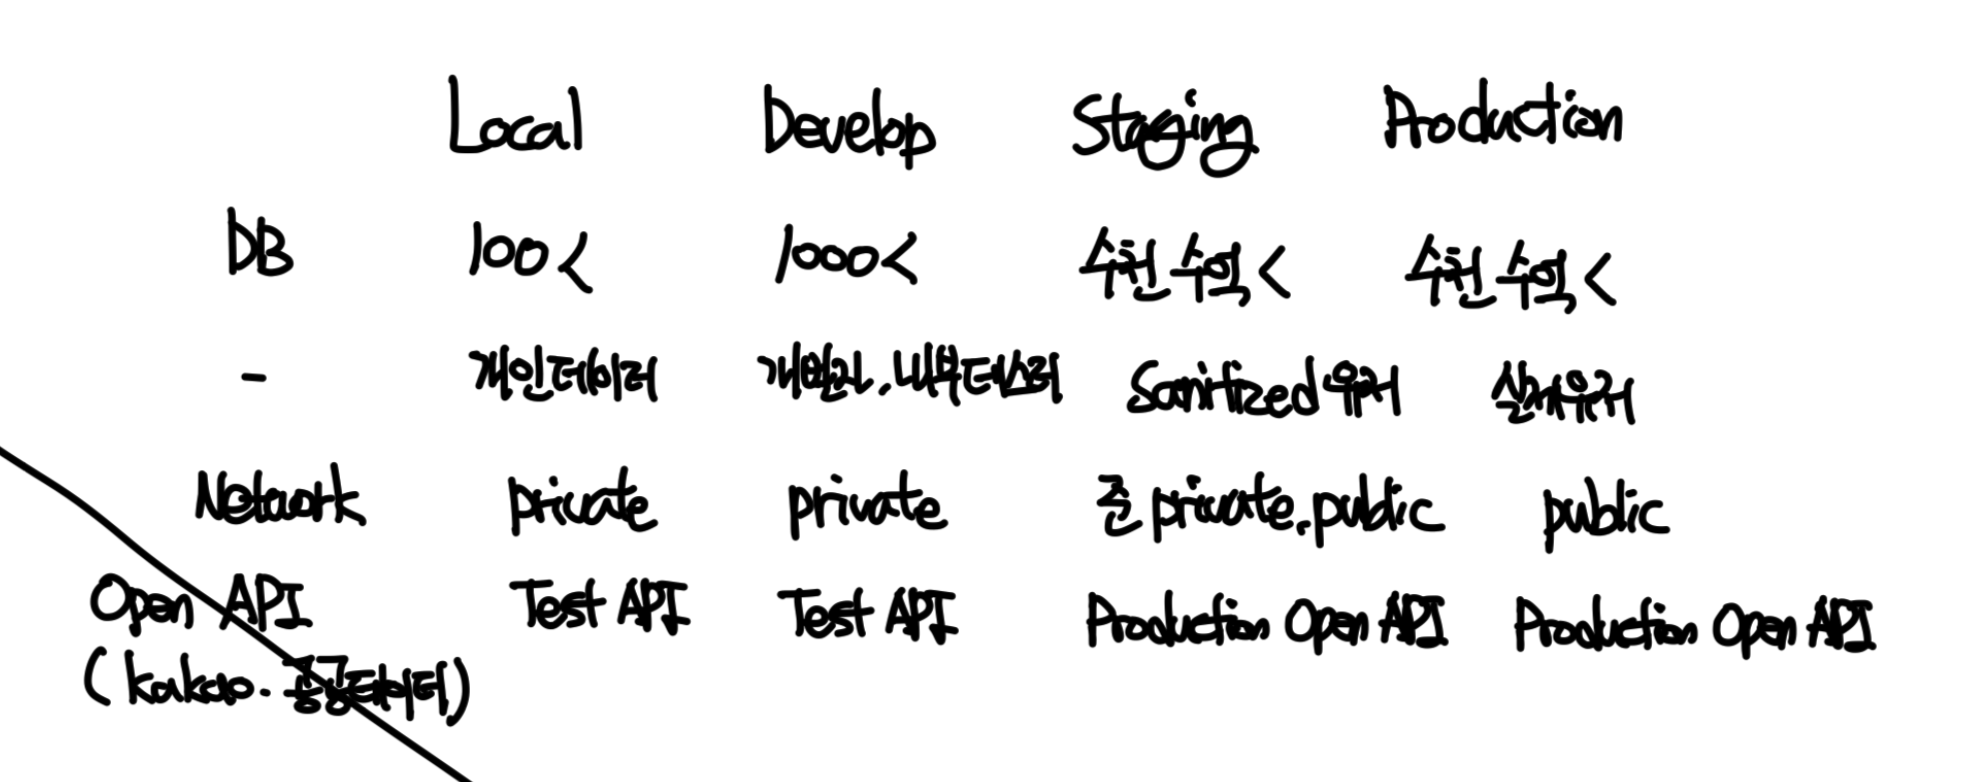 Local Develop Staging Production
DB 100< 1000< 수천 수억< 수천 수억<
- 개인데이터 개발자, 내부테스터 Sanitized 유저 실제유저
Network private private 준 private, public public
Open API Test API Test API Production Open API Production Open API
(kakao. 공공데이터)